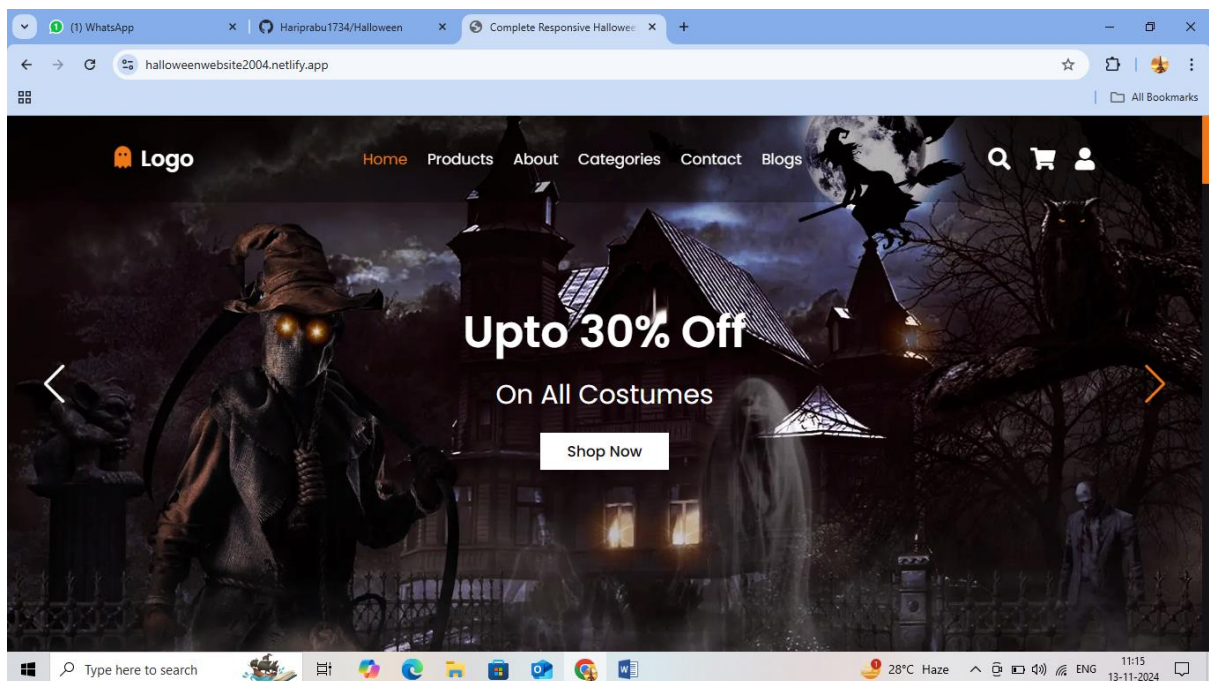 (1) WhatsApp
Hariprabu1734/Halloween
Complete Responsive Hallowee
halloweenwebsite2004.netlify.app
All Bookmarks
Logo
Home Products About Categories Contact Blogs
Upto 30% Off
On All Costumes
Shop Now
Type here to search
28°C Haze
ENG
11:15
13-11-2024